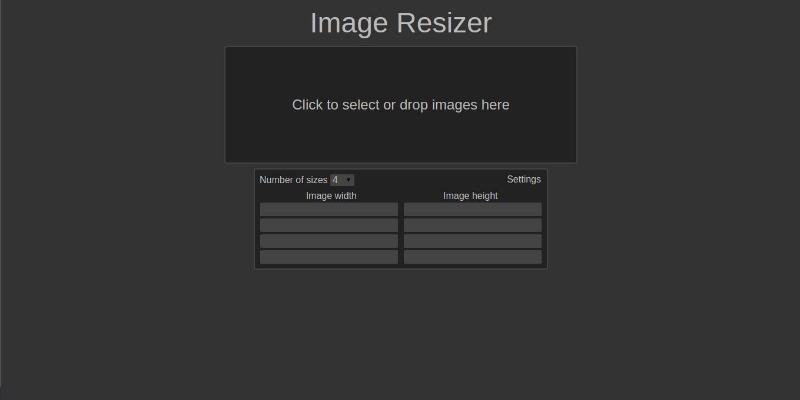 Image Resizer
Click to select or drop images here
Number of sizes 4 Settings
Image width Image height